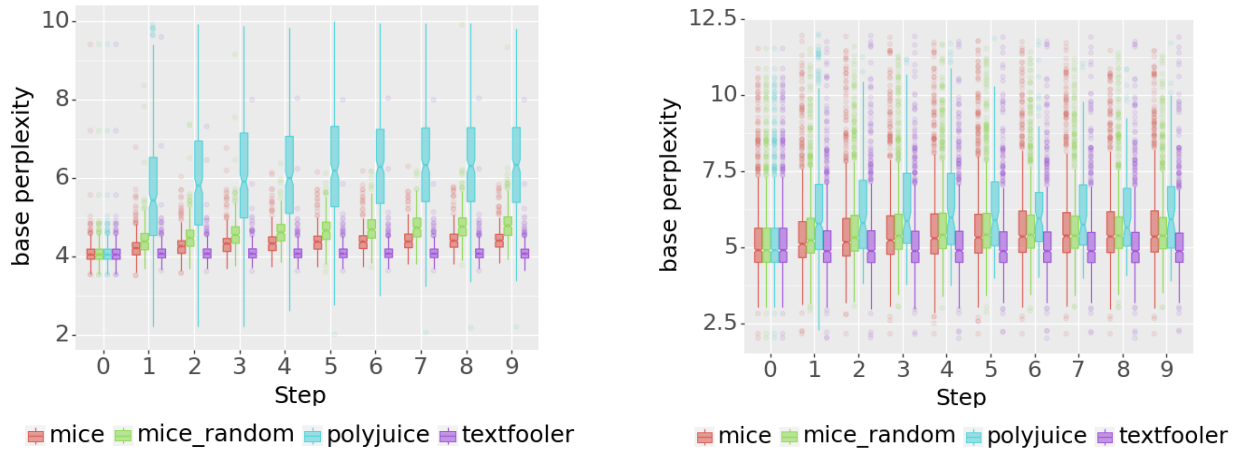 10
8
6
4
2
base perplexity
0 1 2 3 4 5 6 7 8 9
Step
mice mice_random polyjuice textfooler
12.5
10
7.5
5
2.5
base perplexity
0 1 2 3 4 5 6 7 8 9
Step
mice mice_random polyjuice textfooler